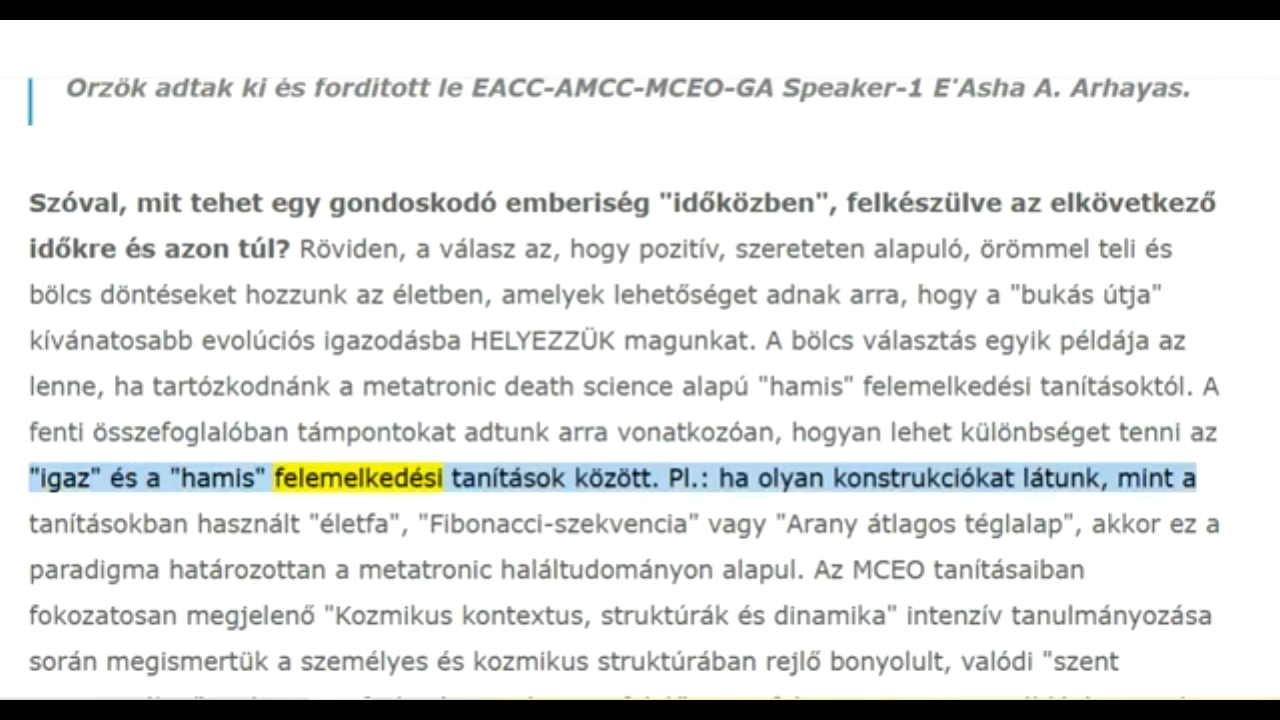 Orzök adtak ki és fordított le EACC-AMCC-MCEO-GA Speaker-1 E'Asha A. Arhayas.
Szóval, mit tehet egy gondoskodó emberiség "időközben", felkészülve az elkövetkező
időkre és azon túl? Röviden, a válasz az, hogy pozitív, szereteten alapuló, örömmel teli és
bölcs döntéseket hozzunk az életben, amelyek lehetőséget adnak arra, hogy a "bukás útja"
kívánatosabb evolúciós igazodásba HELYEZZÜK magunkat. A bölcs választás egyik példája az
lenne, ha tartózkodnánk a metatronic death science alapú "hamis" felemelkedési tanításoktól. A
fenti összefoglalóban támpontokat adtunk arra vonatkozóan, hogyan lehet különbséget tenni az
"igaz" és a "hamis" felemelkedési tanítások között. Pl.: ha olyan konstrukciókat látunk, mint a
tanításokban használt "életfa", "Fibonacci-szekvencia" vagy "Arany átlagos téglalap", akkor ez a
paradigma határozottan a metatronic haláltudományon alapul. Az MCEO tanításaiban
fokozatosan megjelenő "Kozmikus kontextus, struktúrák és dinamika" intenzív tanulmányozása
során megismertük a személyes és kozmikus struktúrában rejlő bonyolult, valódi "szent